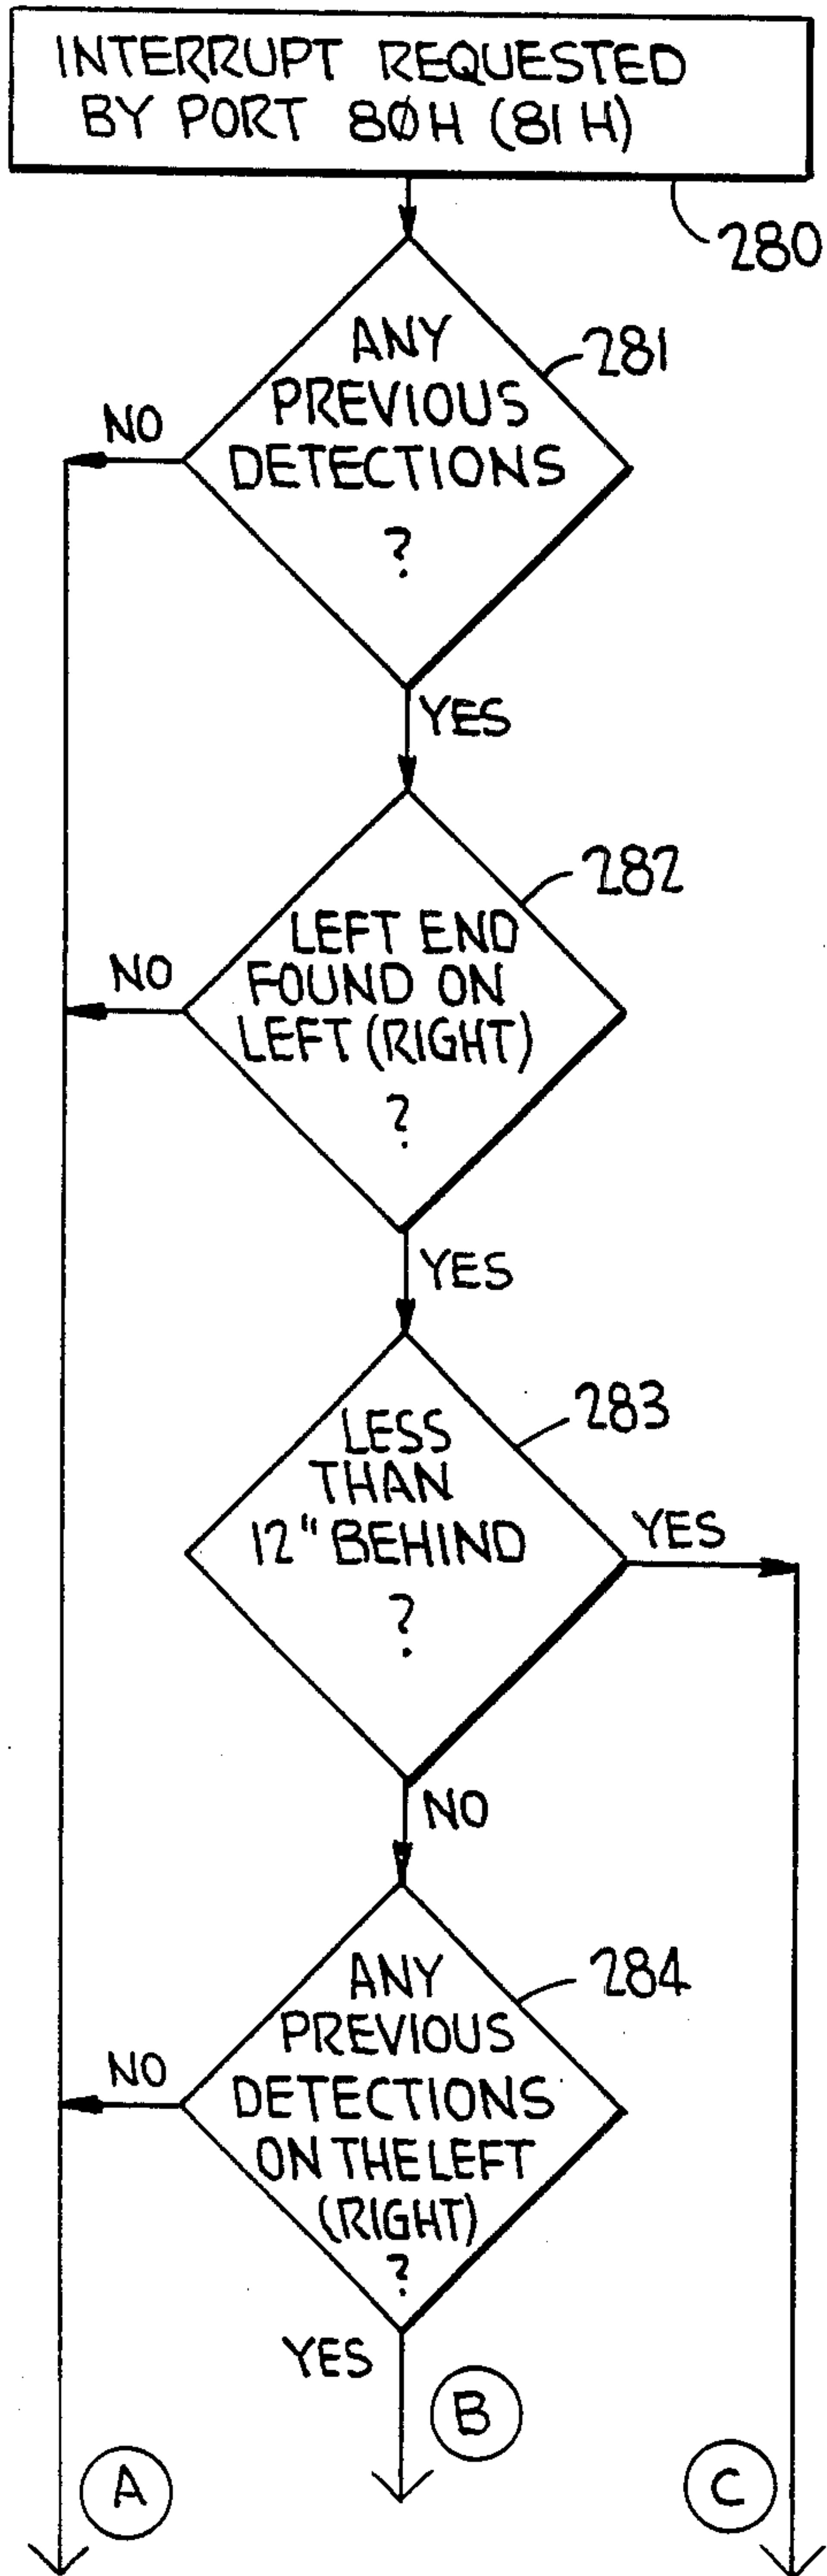 INTERRUPT REQUESTED
BY PORT 80H (81H)
280
ANY
PREVIOUS
DETECTIONS
?
281
NO
YES
282
LEFT END
FOUND ON
LEFT (RIGHT)
?
NO
YES
283
LESS
THAN
12" BEHIND
?
YES
NO
284
ANY
PREVIOUS
DETECTIONS
ON THE LEFT
(RIGHT)
?
NO
YES
B
A
C